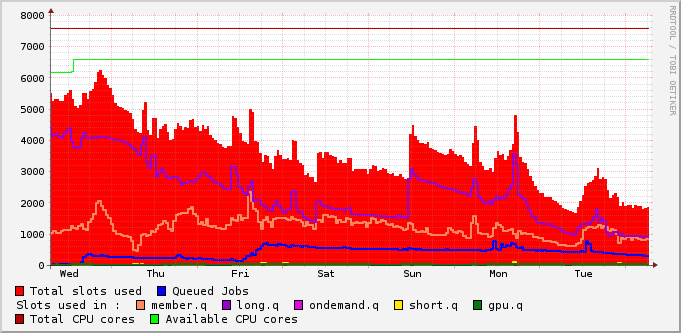 8000
7000
6000
5000
4000
3000
2000
1000
0
Wed Thu Fri Sat Sun Mon Tue
RRDTOOL / TOBI OETIKER
Total slots used Queued Jobs
Slots used in : member.q long.q ondemand.q short.q gpu.q
Total CPU cores Available CPU cores